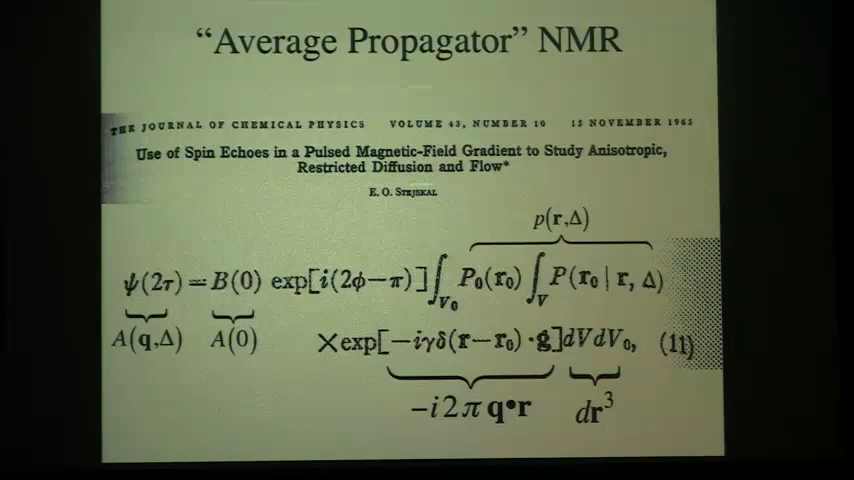 “Average Propagator” NMR
THE JOURNAL OF CHEMICAL PHYSICS VOLUME 43, NUMBER 10 15 NOVEMBER 1965
Use of Spin Echoes in a Pulsed Magnetic-Field Gradient to Study Anisotropic,
Restricted Diffusion and Flow*
E. O. STEJSKAL
p(r,Δ)
ψ(2τ)=B(0) exp[i(2ϕ−π)]∫V₀ P₀(r₀)∫V P(r₀|r, Δ)
A(q,Δ) A(0) ×exp[−iγδ(r−r₀)·g]dVdV₀, (11)
−i2πq•r dr³